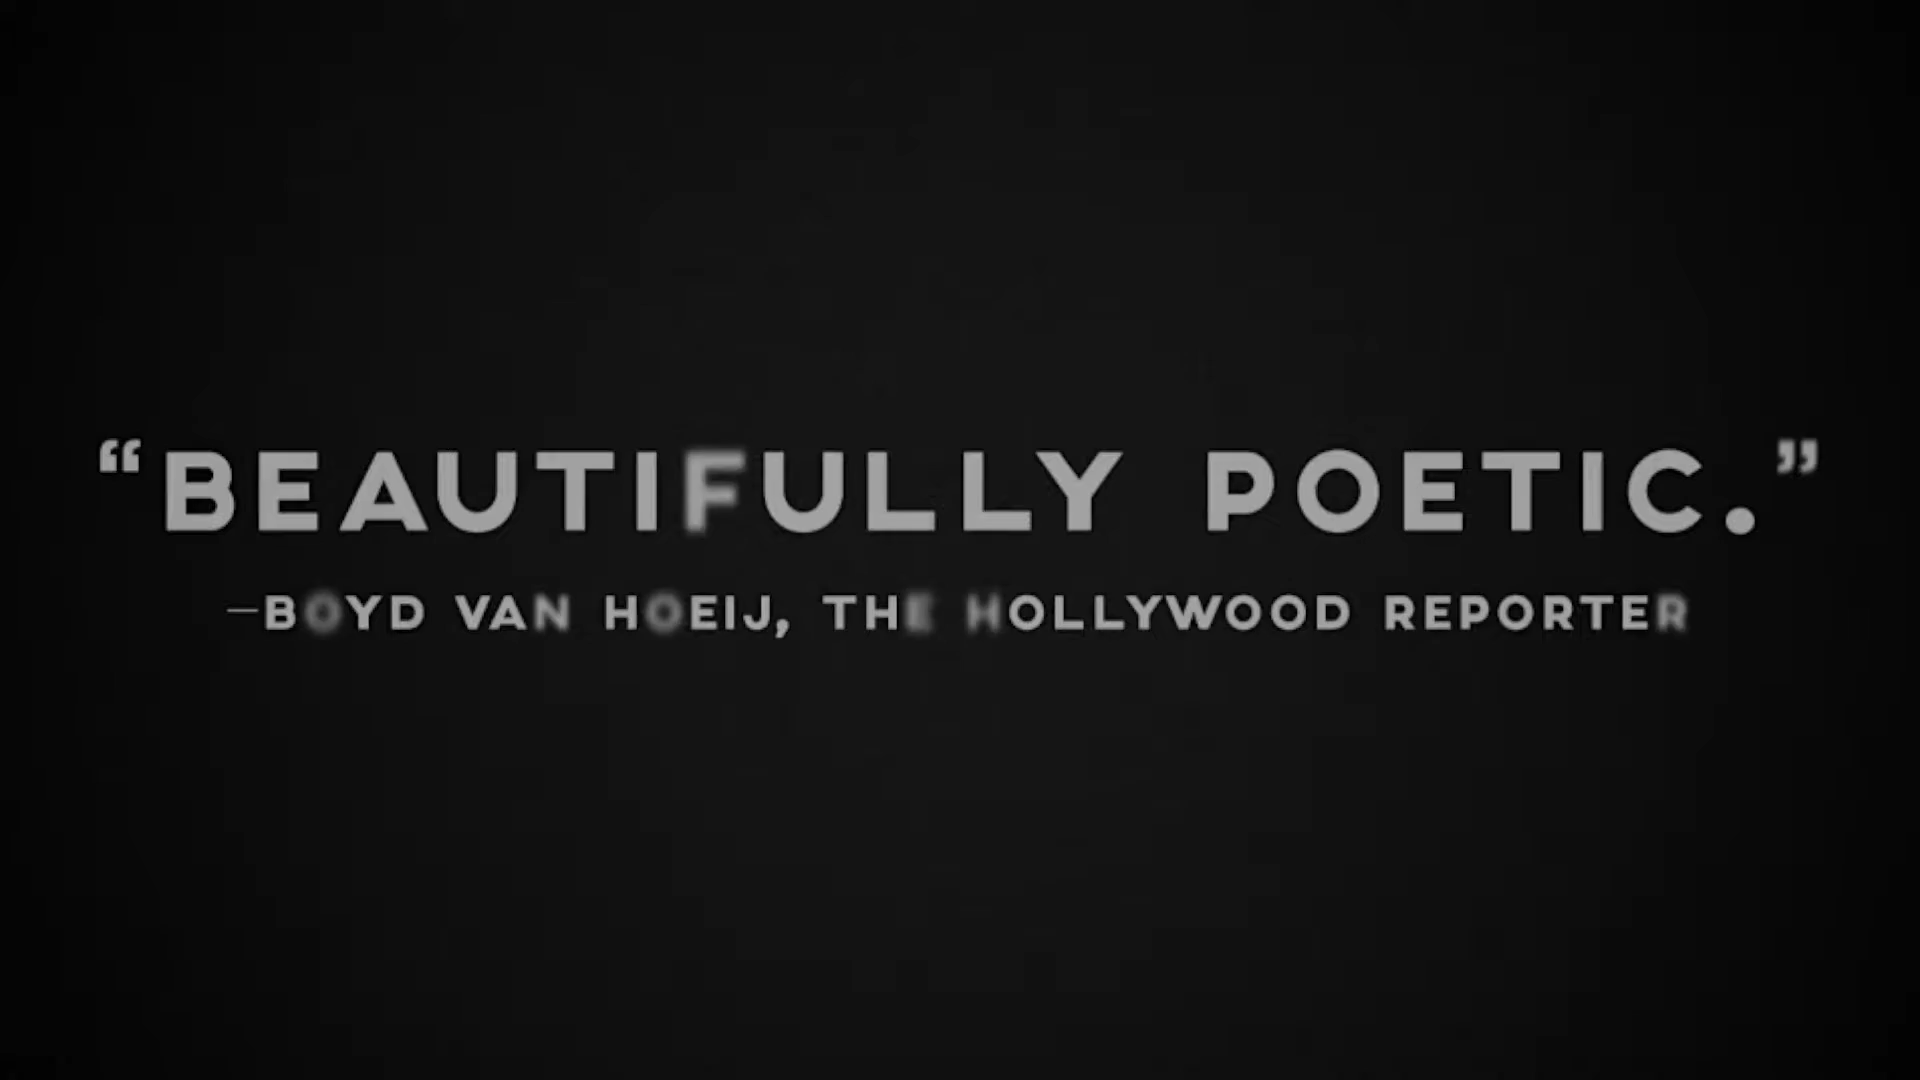 “BEAUTIFULLY POETIC.”
—BOYD VAN HOEIJ, THE HOLLYWOOD REPORTER